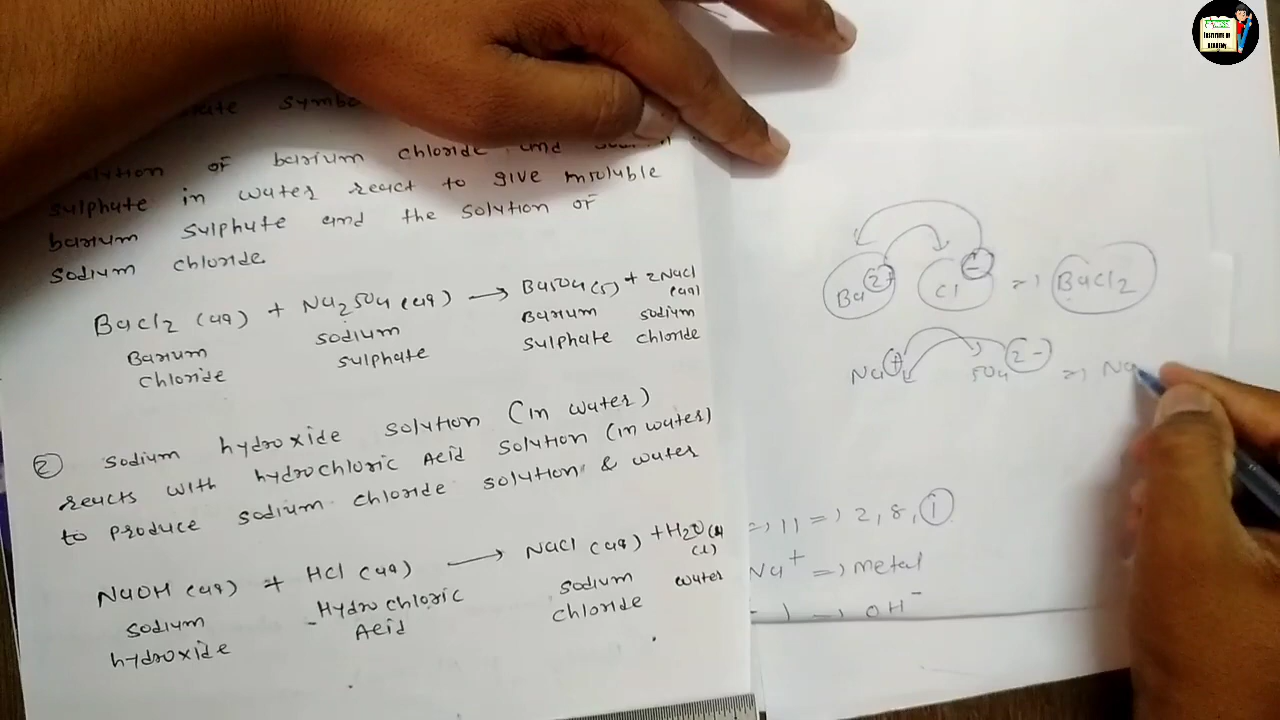 symbo
of barium chloride and
sulphate in water react to give insoluble
barium sulphate and the solution of
sodium chloride
BaCl2 (aq) + Na2SO4 (aq) → BaSO4(s) + 2NaCl (aq)
Barium sodium Barium sodium
chloride sulphate sulphate chloride
② sodium hydroxide solution (in water)
reacts with hydrochloric Acid solution (in water)
to produce sodium chloride solution & water
NaOH (aq) + HCl (aq) → NaCl (aq) + H2O (l)
sodium Hydrochloric sodium water
hydroxide Acid chloride
Ba2+ Cl- => BaCl2
Na+ SO4 2- => Na
=> 11 => 2, 8, 1
Na+ => metal
OH-